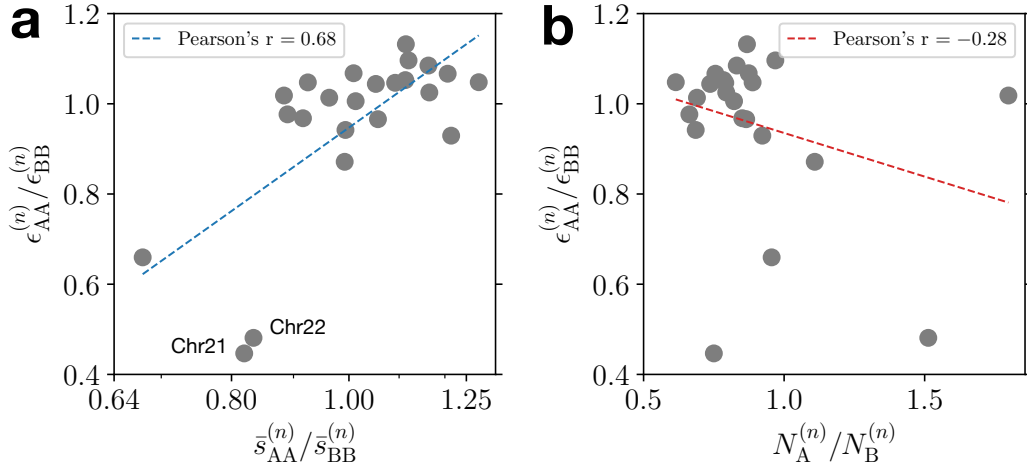 a
Pearson's r = 0.68
1.2
1.0
0.8
0.6
0.4
ϵ_AA^(n)/ϵ_BB^(n)
Chr22
Chr21
0.64 0.80 1.00 1.25
s̄_AA^(n)/s̄_BB^(n)
b
Pearson's r = −0.28
1.2
1.0
0.8
0.6
0.4
ϵ_AA^(n)/ϵ_BB^(n)
0.5 1.0 1.5
N_A^(n)/N_B^(n)